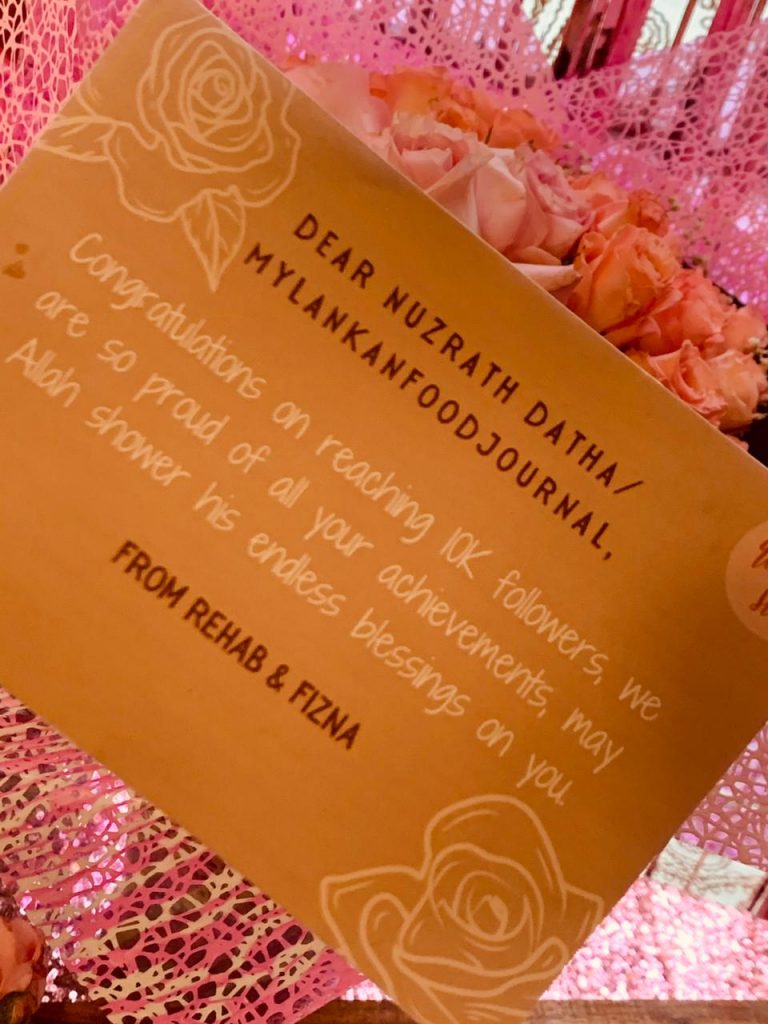 DEAR NUZRATH DATHA/
MYLANKANFOODJOURNAL,
Congratulations on reaching 10K followers, we
are so proud of all your achievements, may
Allah shower his endless blessings on you.
FROM REHAB & FIZNA